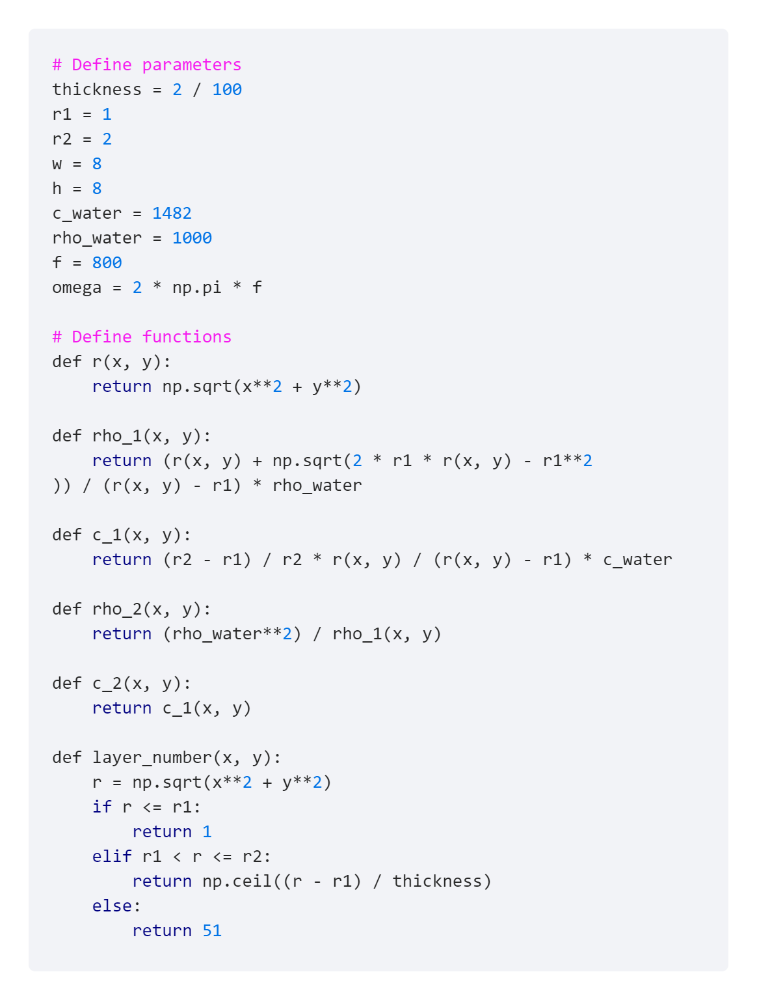 # Define parameters
thickness = 2 / 100
r1 = 1
r2 = 2
w = 8
h = 8
c_water = 1482
rho_water = 1000
f = 800
omega = 2 * np.pi * f

# Define functions
def r(x, y):
    return np.sqrt(x**2 + y**2)

def rho_1(x, y):
    return (r(x, y) + np.sqrt(2 * r1 * r(x, y) - r1**2
)) / (r(x, y) - r1) * rho_water

def c_1(x, y):
    return (r2 - r1) / r2 * r(x, y) / (r(x, y) - r1) * c_water

def rho_2(x, y):
    return (rho_water**2) / rho_1(x, y)

def c_2(x, y):
    return c_1(x, y)

def layer_number(x, y):
    r = np.sqrt(x**2 + y**2)
    if r <= r1:
        return 1
    elif r1 < r <= r2:
        return np.ceil((r - r1) / thickness)
    else:
        return 51